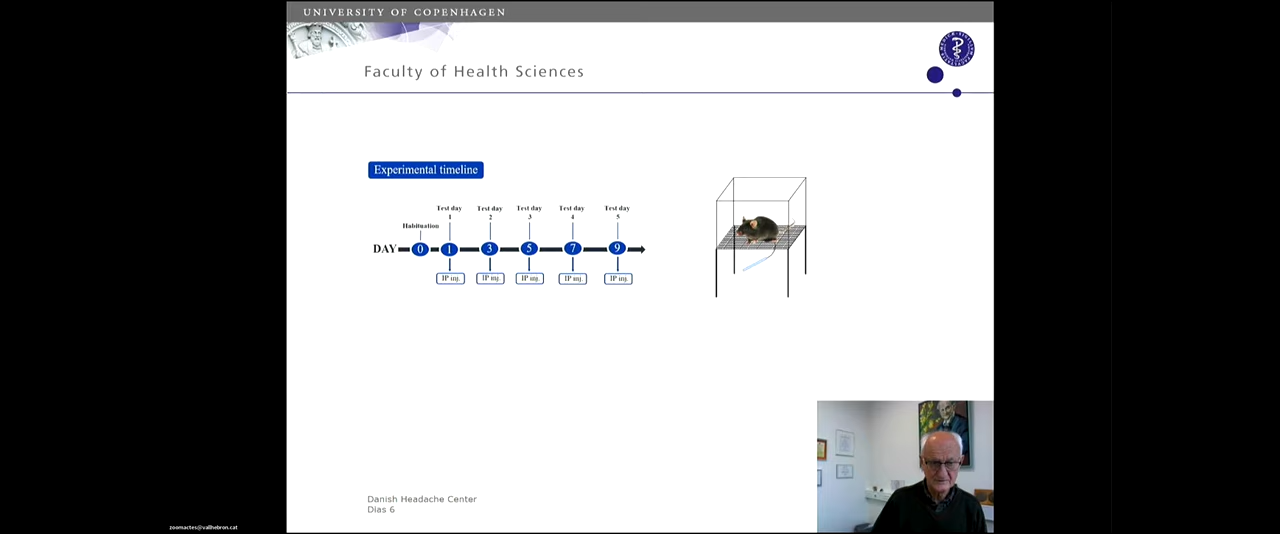 UNIVERSITY OF COPENHAGEN
Faculty of Health Sciences
Experimental timeline
Test day 1
Test day 2
Test day 3
Test day 4
Test day 5
Habituation
DAY 0 1 3 5 7 9
IP inj. IP inj. IP inj. IP inj. IP inj.
Danish Headache Center
Dias 6
zoomactes@vallhebron.cat